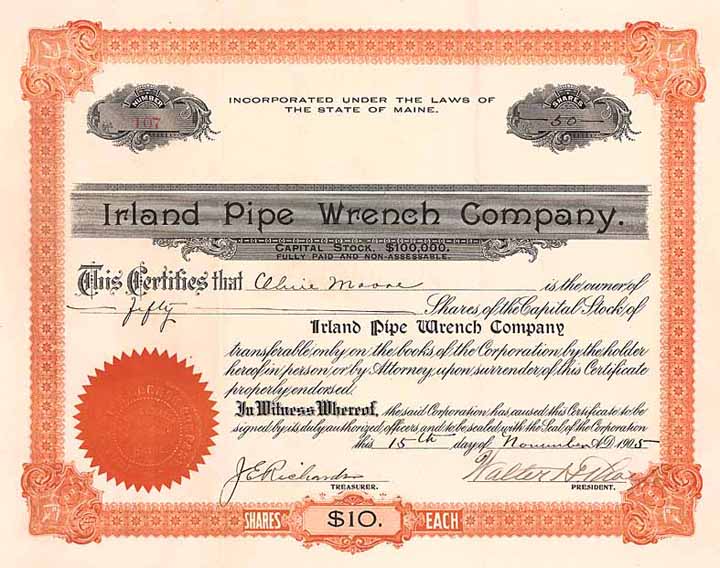 NUMBER
107
INCORPORATED UNDER THE LAWS OF
THE STATE OF MAINE.
SHARES
50
Irland Pipe Wrench Company.
CAPITAL STOCK, $100,000.
FULLY PAID AND NON-ASSESSABLE.
This Certifies that Olivie Moore is the owner of
fifty Shares of the Capital Stock of
Irland Pipe Wrench Company
transferable only on the books of the Corporation by the holder
hereof in person or by Attorney upon surrender of this Certificate
properly endorsed.
In Witness Whereof, the said Corporation has caused this Certificate to be
signed by its duly authorized officers and to be sealed with the Seal of the Corporation
this 15th day of November A.D. 1905
J E Richards
Walter
TREASURER.
PRESIDENT.
SHARES $10. EACH